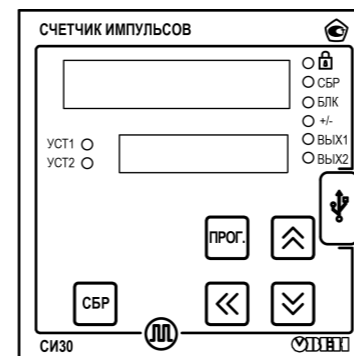 СЧЕТЧИК ИМПУЛЬСОВ
СБР
БЛК
+/-
УСТ1
ВЫХ1
УСТ2
ВЫХ2
ПРОГ.
СБР
СИ30
ОВЕН